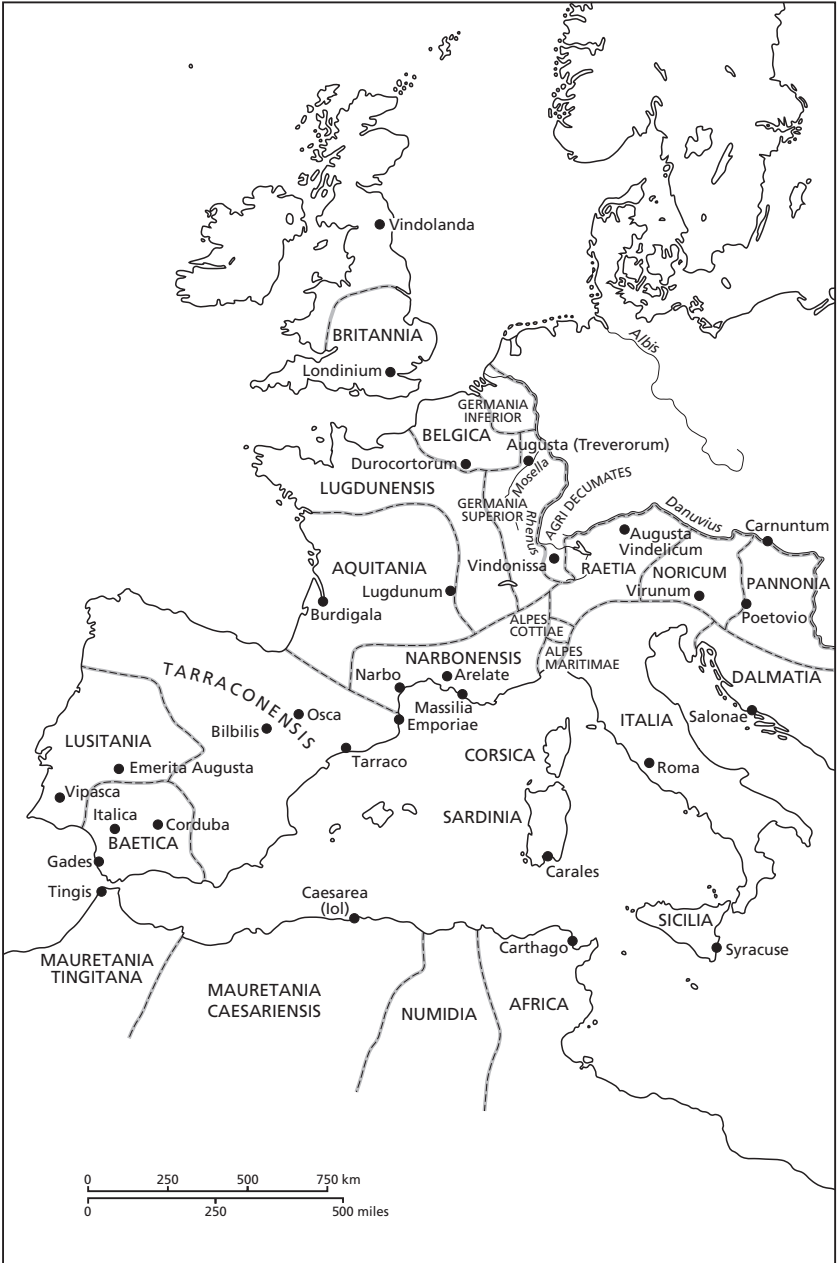 Vindolanda
BRITANNIA
Londinium
Albis
GERMANIA
INFERIOR
BELGICA
Augusta (Treverorum)
Durocortorum
Mosella
LUGDUNENSIS
GERMANIA
SUPERIOR
Rhenus
AGRI DECUMATES
Danuvius
Carnuntum
Augusta
Vindelicum
Vindonissa
RAETIA
NORICUM
Virunum
PANNONIA
Poetovio
AQUITANIA
Lugdunum
Burdigala
ALPES
COTTIAE
ALPES
MARITIMAE
NARBONENSIS
Narbo
Arelate
Massilia
Emporiae
DALMATIA
Salonae
ITALIA
TARRACONENSIS
Osca
Bilbilis
Tarraco
LUSITANIA
Emerita Augusta
Vipasca
Italica
Corduba
BAETICA
Gades
Tingis
CORSICA
Roma
SARDINIA
Carales
Caesarea
(Iol)
SICILIA
Syracuse
Carthago
MAURETANIA
TINGITANA
MAURETANIA
CAESARIENSIS
NUMIDIA
AFRICA
0 250 500 750 km
0 250 500 miles